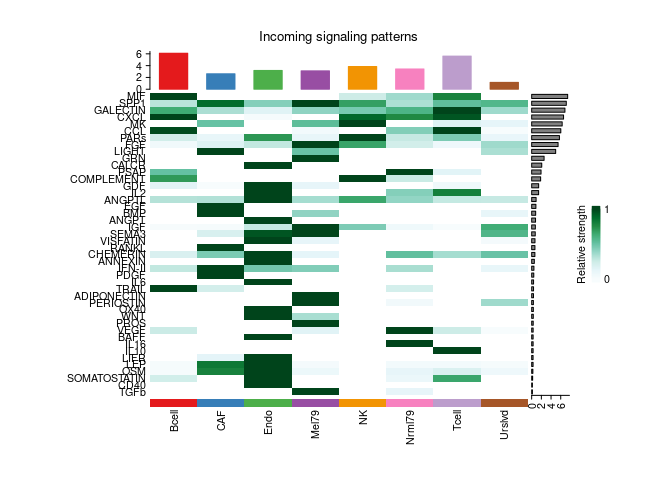 Incoming signaling patterns
6
4
2
0
MIF
SPP1
GALECTIN
CXCL
MK
CCL
PARs
FGF
LIGHT
GRN
CALCR
PSAP
COMPLEMENT
GDF
IL2
ANGPTL
EGF
BMP
ANGPT
IGF
SEMA3
VISFATIN
RANKL
CHEMERIN
ANNEXIN
IFN-II
PDGF
IL6
TRAIL
ADIPONECTIN
PERIOSTIN
OX40
WNT
PROS
VEGF
BAFF
IL16
IL10
LIFR
LEP
OSM
SOMATOSTATIN
CD40
TGFb
Bcell
CAF
Endo
Mel79
NK
Nrml79
Tcell
Urslvd
0 2 4 6
Relative strength
1
0